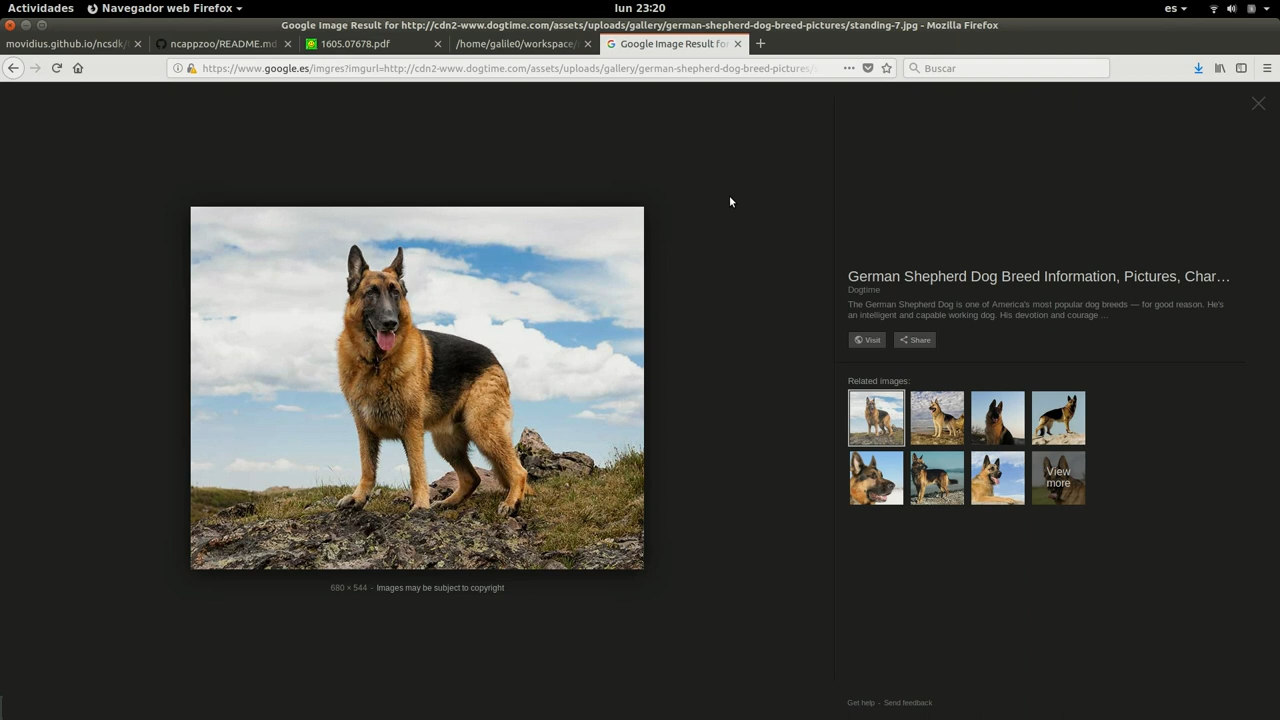 Actividades
Navegador web Firefox
lun 23:20
es
Google Image Result for http://cdn2-www.dogtime.com/assets/uploads/gallery/german-shepherd-dog-breed-pictures/standing-7.jpg - Mozilla Firefox
movidius.github.io/ncsdk/
ncappzoo/README.md
1605.07678.pdf
/home/galile0/workspace/
Google Image Result for
https://www.google.es/imgres?imgurl=http://cdn2-www.dogtime.com/assets/uploads/gallery/german-shepherd-dog-breed-pictures/
Buscar
German Shepherd Dog Breed Information, Pictures, Char…
Dogtime
The German Shepherd Dog is one of America's most popular dog breeds — for good reason. He's
an intelligent and capable working dog. His devotion and courage ...
Visit
Share
Related images:
View
more
680 × 544 - Images may be subject to copyright
Get help - Send feedback